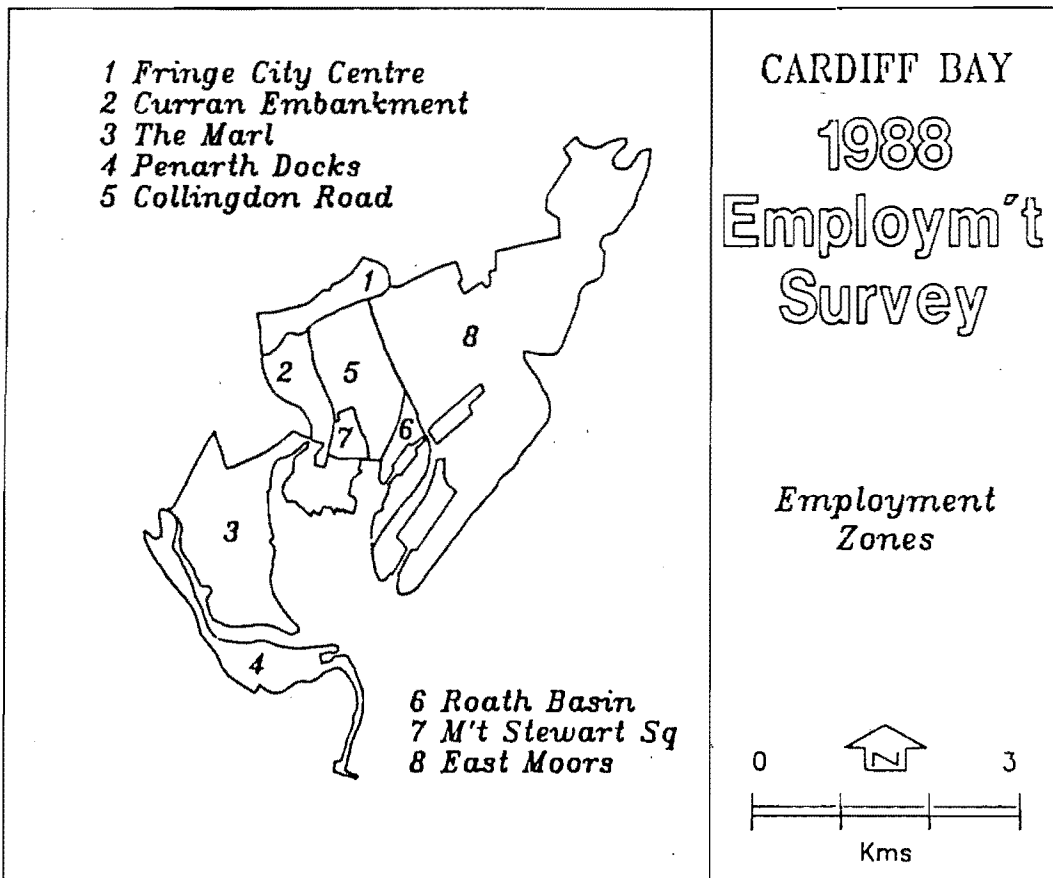 1 Fringe City Centre
2 Curran Embankment
3 The Marl
4 Penarth Docks
5 Collingdon Road
1
8
2
5
7
6
3
4
6 Roath Basin
7 M't Stewart Sq
8 East Moors
CARDIFF BAY
1988
Employm't
Survey
Employment
Zones
N
0 3
Kms